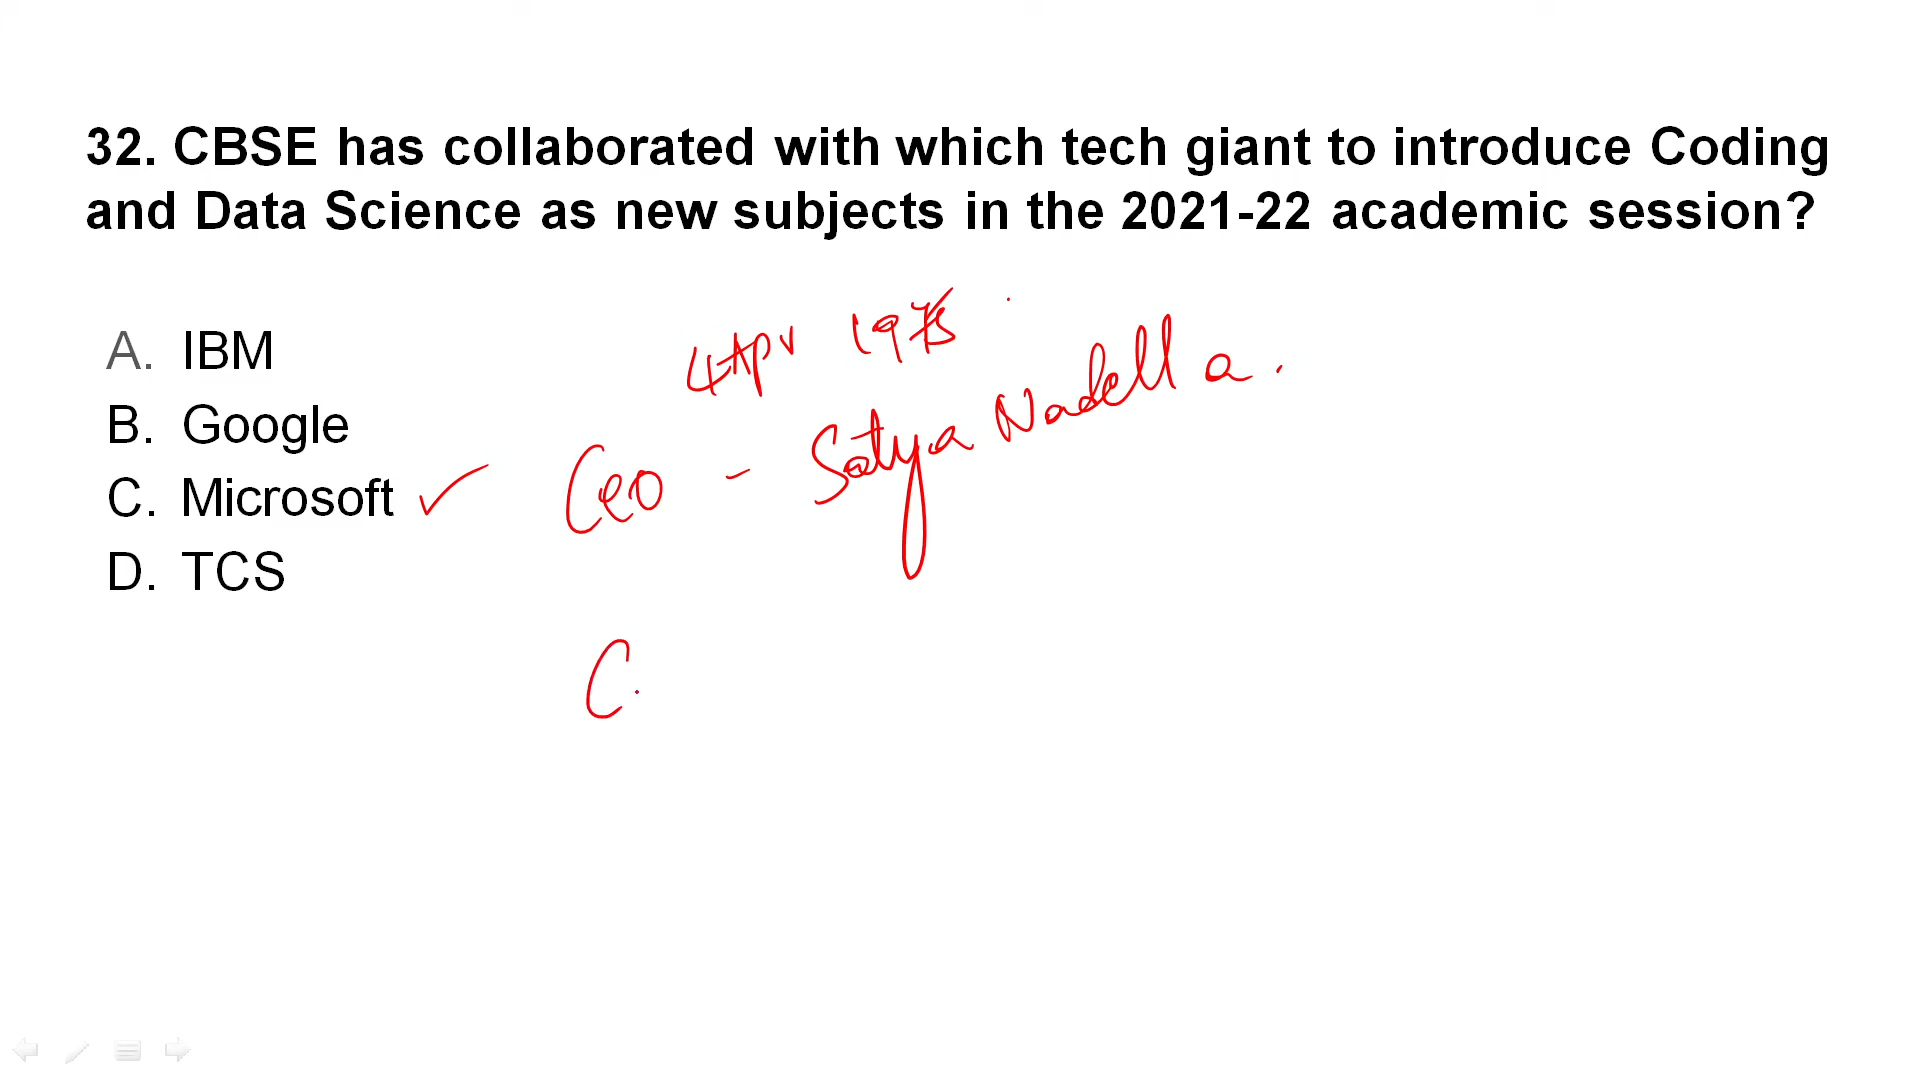 32. CBSE has collaborated with which tech giant to introduce Coding
and Data Science as new subjects in the 2021-22 academic session?
4 Apr 1975
A. IBM
B. Google
C. Microsoft ✓
CEO - Satya Nadella.
D. TCS
C